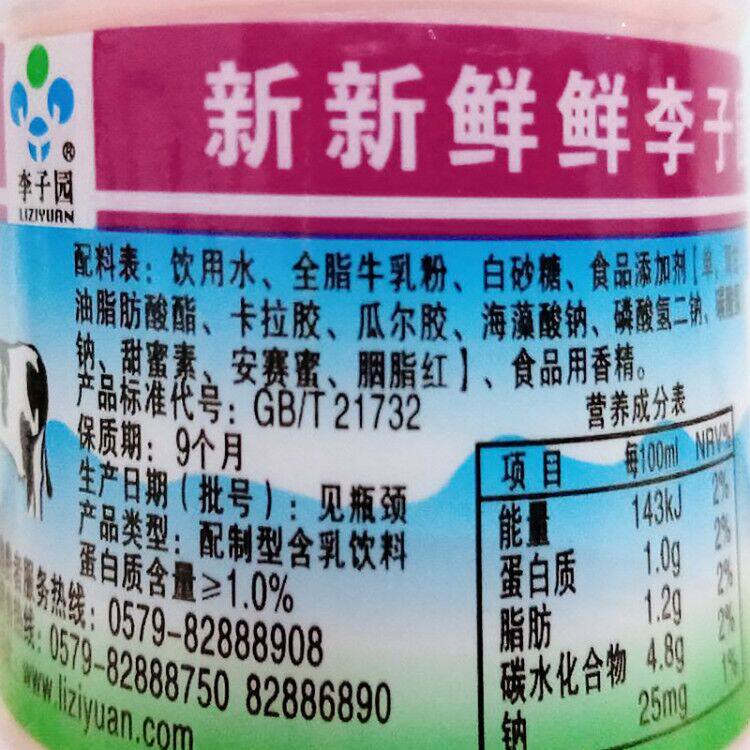 新新鲜鲜李子
李子园®
LIZIYUAN
配料表：饮用水、全脂牛乳粉、白砂糖、食品添加剂【单、
油脂肪酸酯、卡拉胶、瓜尔胶、海藻酸钠、磷酸氢二钠、
钠、甜蜜素、安赛蜜、胭脂红】、食品用香精。
产品标准代号：GB/T 21732
保质期：9个月
生产日期（批号）：见瓶颈
产品类型：配制型含乳饮料
蛋白质含量≥1.0%
者服务热线：0579-82888908
线：0579-82888750 82886890
www.liziyuan.com
营养成分表
项目 每100ml NRV%
能量 143kJ 2%
蛋白质 1.0g 2%
脂肪 1.2g 2%
碳水化合物 4.8g 2%
钠 25mg 1%